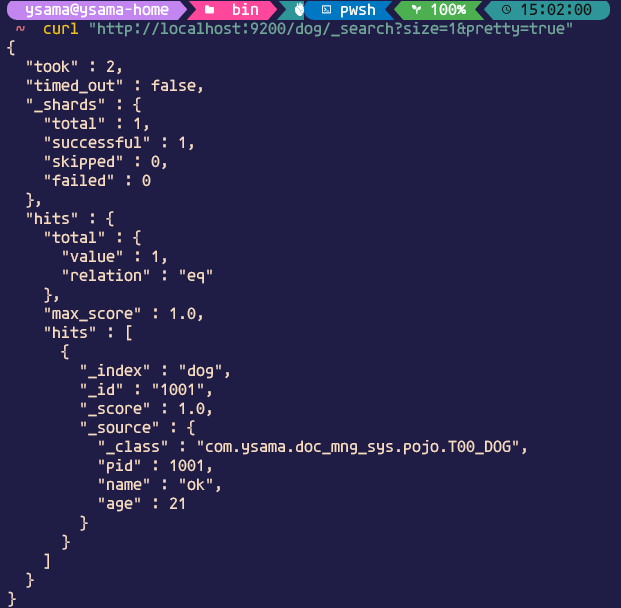 ysama@ysama-home bin pwsh 100% 15:02:00
~ curl "http://localhost:9200/dog/_search?size=1&pretty=true"
{
  "took" : 2,
  "timed_out" : false,
  "_shards" : {
    "total" : 1,
    "successful" : 1,
    "skipped" : 0,
    "failed" : 0
  },
  "hits" : {
    "total" : {
      "value" : 1,
      "relation" : "eq"
    },
    "max_score" : 1.0,
    "hits" : [
      {
        "_index" : "dog",
        "_id" : "1001",
        "_score" : 1.0,
        "_source" : {
          "_class" : "com.ysama.doc_mng_sys.pojo.T00_DOG",
          "pid" : 1001,
          "name" : "ok",
          "age" : 21
        }
      }
    ]
  }
}